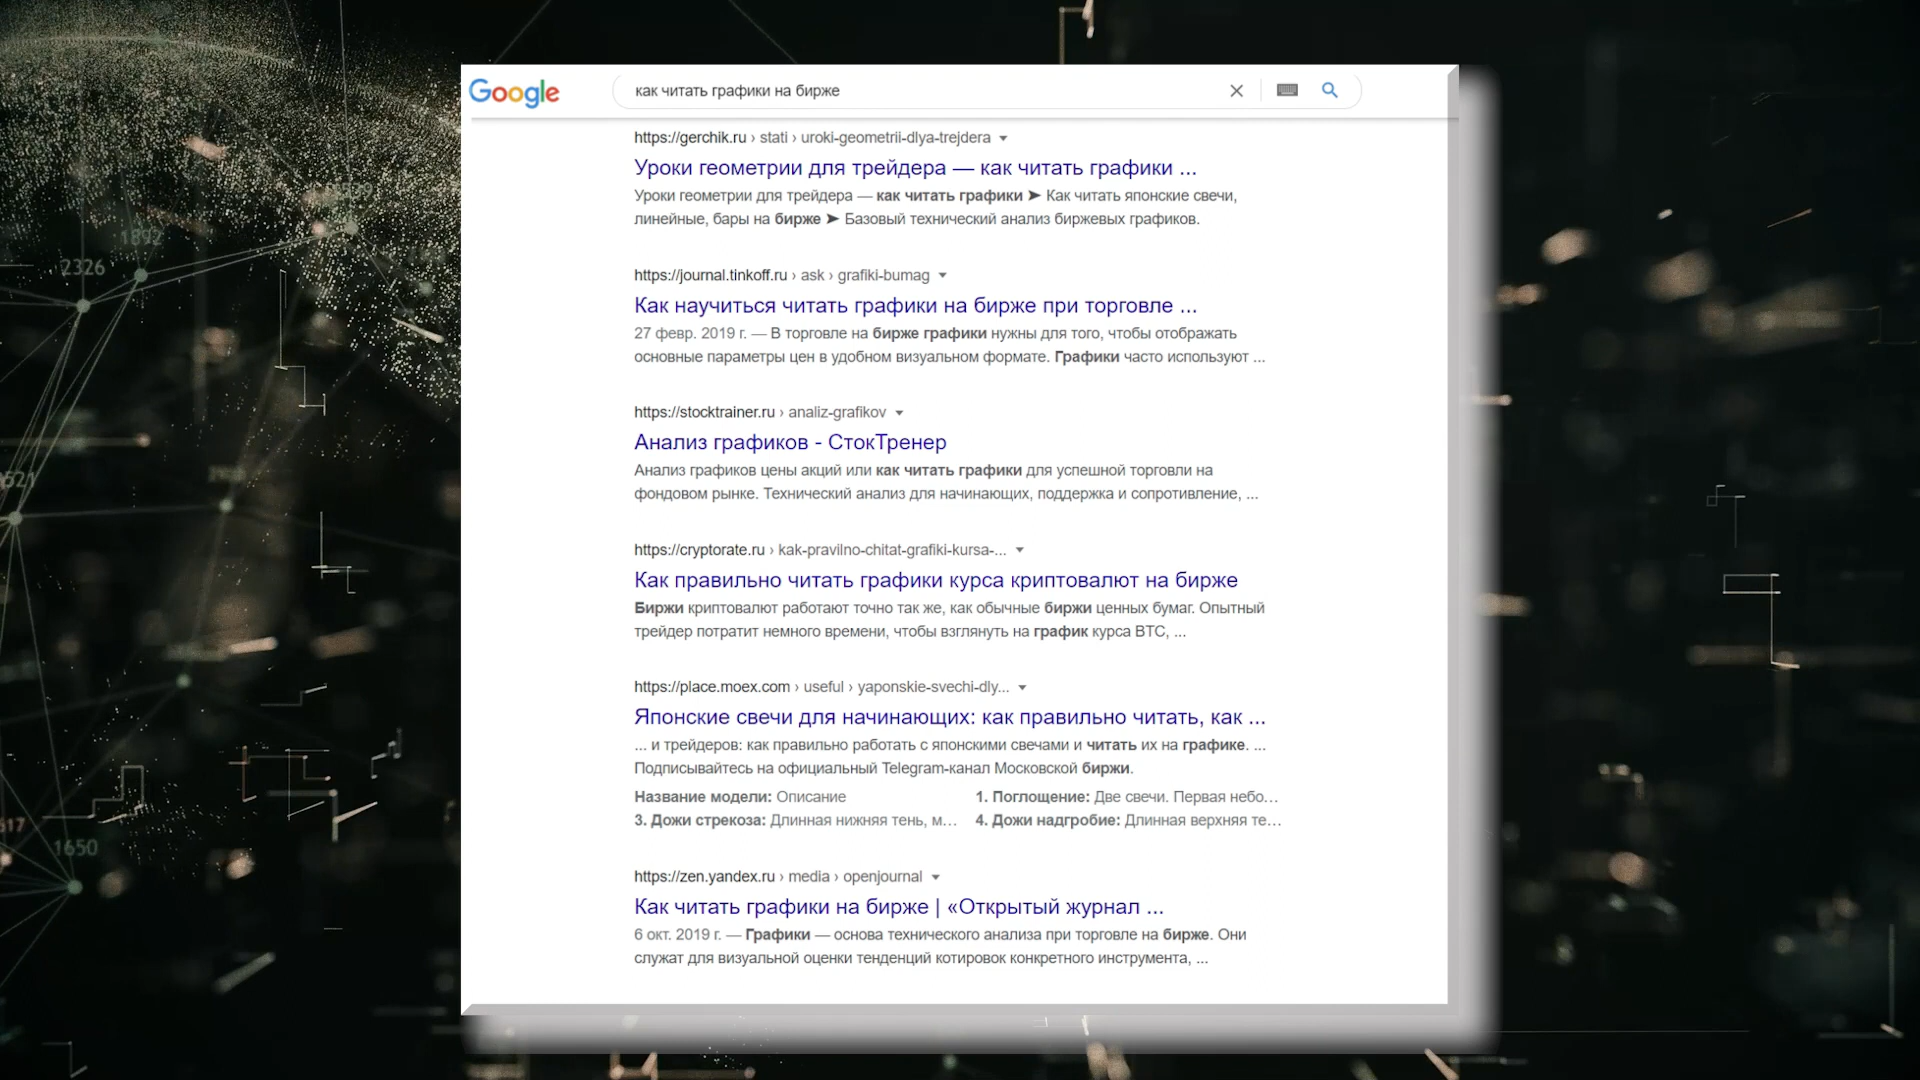 Google
как читать графики на бирже
https://gerchik.ru › stati › uroki-geometrii-dlya-trejdera
Уроки геометрии для трейдера — как читать графики ...
Уроки геометрии для трейдера — как читать графики ➤ Как читать японские свечи,
линейные, бары на бирже ➤ Базовый технический анализ биржевых графиков.
https://journal.tinkoff.ru › ask › grafiki-bumag
Как научиться читать графики на бирже при торговле ...
27 февр. 2019 г. — В торговле на бирже графики нужны для того, чтобы отображать
основные параметры цен в удобном визуальном формате. Графики часто используют ...
https://stocktrainer.ru › analiz-grafikov
Анализ графиков - СтокТренер
Анализ графиков цены акций или как читать графики для успешной торговли на
фондовом рынке. Технический анализ для начинающих, поддержка и сопротивление, ...
https://cryptorate.ru › kak-pravilno-chitat-grafiki-kursa-...
Как правильно читать графики курса криптовалют на бирже
Биржи криптовалют работают точно так же, как обычные биржи ценных бумаг. Опытный
трейдер потратит немного времени, чтобы взглянуть на график курса BTC, ...
https://place.moex.com › useful › yaponskie-svechi-dly...
Японские свечи для начинающих: как правильно читать, как ...
... и трейдеров: как правильно работать с японскими свечами и читать их на графике. ...
Подписывайтесь на официальный Telegram-канал Московской биржи.
Название модели: Описание 1. Поглощение: Две свечи. Первая небо...
3. Дожи стрекоза: Длинная нижняя тень, м... 4. Дожи надгробие: Длинная верхняя те...
https://zen.yandex.ru › media › openjournal
Как читать графики на бирже | «Открытый журнал ...
6 окт. 2019 г. — Графики — основа технического анализа при торговле на бирже. Они
служат для визуальной оценки тенденций котировок конкретного инструмента, ...
1892
2326
1650